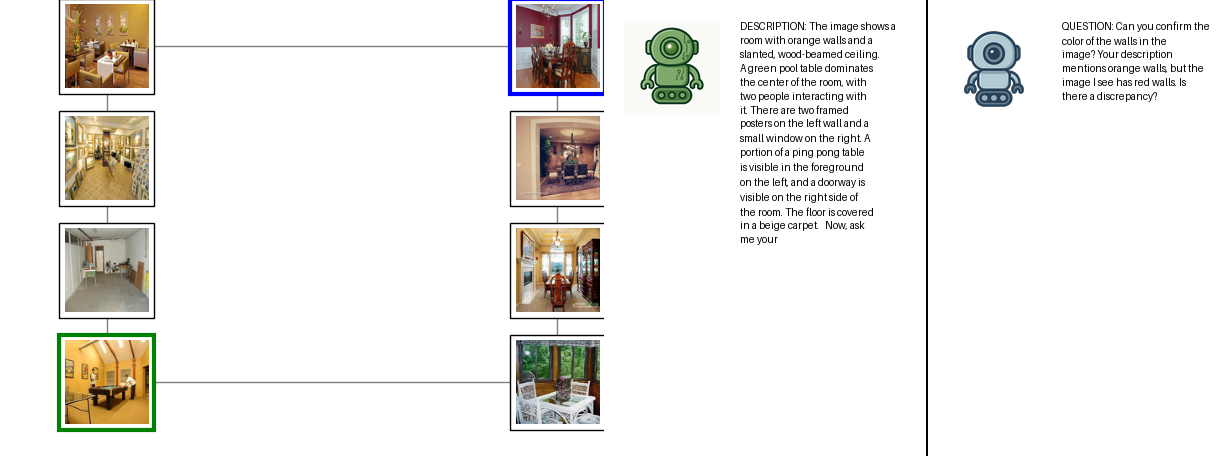 DESCRIPTION: The image shows a
room with orange walls and a
slanted, wood-beamed ceiling.
A green pool table dominates
the center of the room, with
two people interacting with
it. There are two framed
posters on the left wall and a
small window on the right. A
portion of a ping pong table
is visible in the foreground
on the left, and a doorway is
visible on the right side of
the room. The floor is covered
in a beige carpet.   Now, ask
me your
QUESTION: Can you confirm the
color of the walls in the
image? Your description
mentions orange walls, but the
image I see has red walls. Is
there a discrepancy?